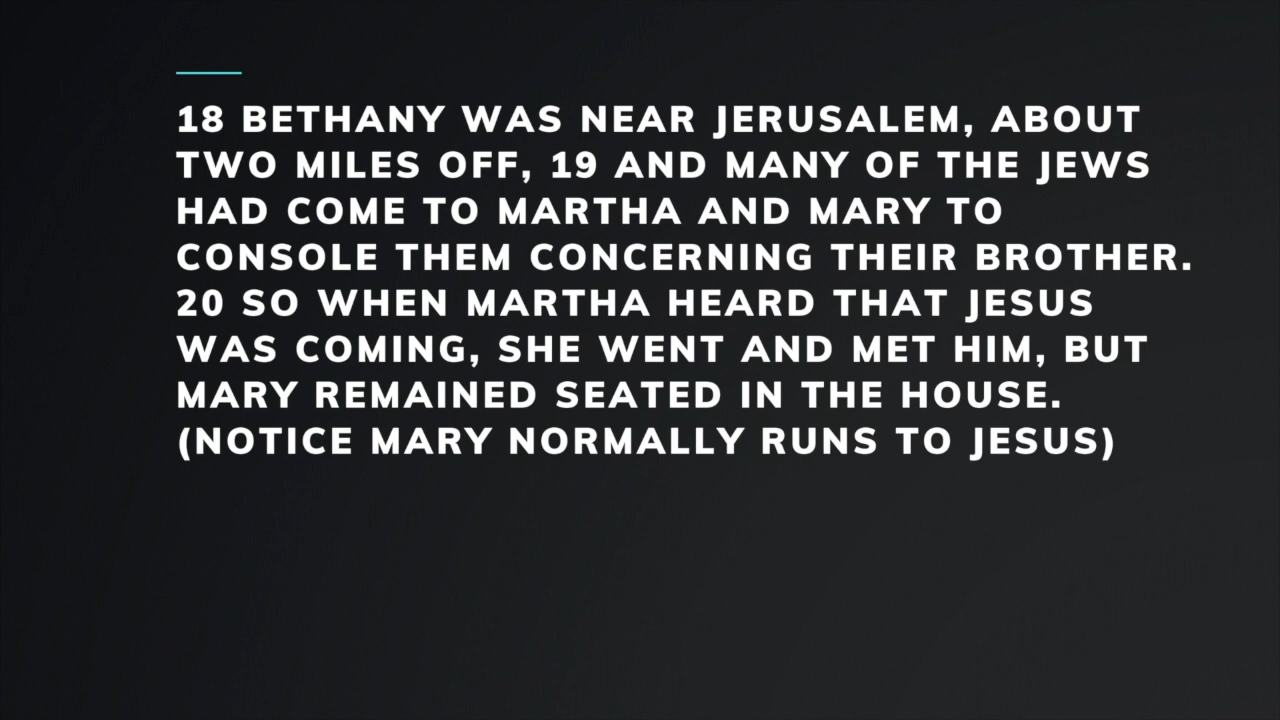 18 BETHANY WAS NEAR JERUSALEM, ABOUT
TWO MILES OFF, 19 AND MANY OF THE JEWS
HAD COME TO MARTHA AND MARY TO
CONSOLE THEM CONCERNING THEIR BROTHER.
20 SO WHEN MARTHA HEARD THAT JESUS
WAS COMING, SHE WENT AND MET HIM, BUT
MARY REMAINED SEATED IN THE HOUSE.
(NOTICE MARY NORMALLY RUNS TO JESUS)